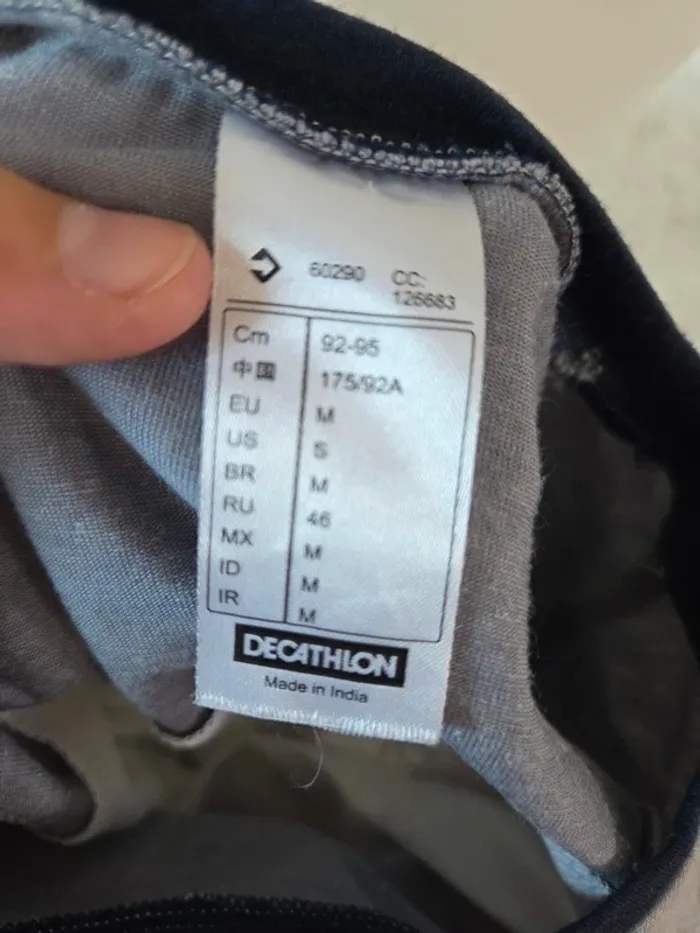 60290 CC:
126683
Cm 92-95
中国 175/92A
EU M
US S
BR M
RU 46
MX M
ID M
IR M
DECATHLON
Made in India